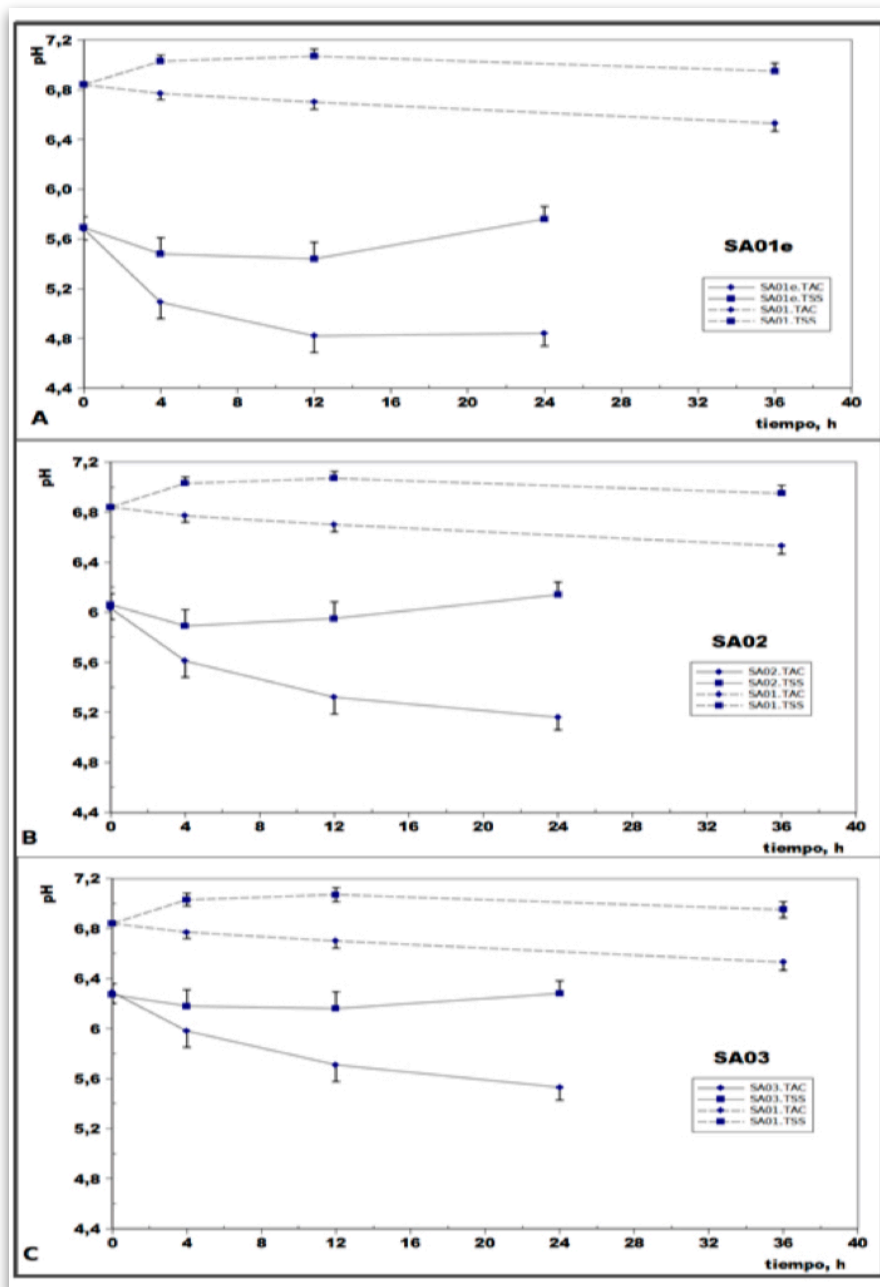 pH
7,2
6,8
6,4
6,0
5,6
5,2
4,8
4,4
0 4 8 12 16 20 24 28 32 36 40
tiempo, h
A
SA01e
SA01e.TAC
SA01e.TSS
SA01.TAC
SA01.TSS
pH
7,2
6,8
6,4
6
5,6
5,2
4,8
4,4
0 4 8 12 16 20 24 28 32 36 40
tiempo, h
B
SA02
SA02.TAC
SA02.TSS
SA01.TAC
SA01.TSS
pH
7,2
6,8
6,4
6
5,6
5,2
4,8
4,4
0 4 8 12 16 20 24 28 32 36 40
tiempo, h
C
SA03
SA03.TAC
SA03.TSS
SA01.TAC
SA01.TSS